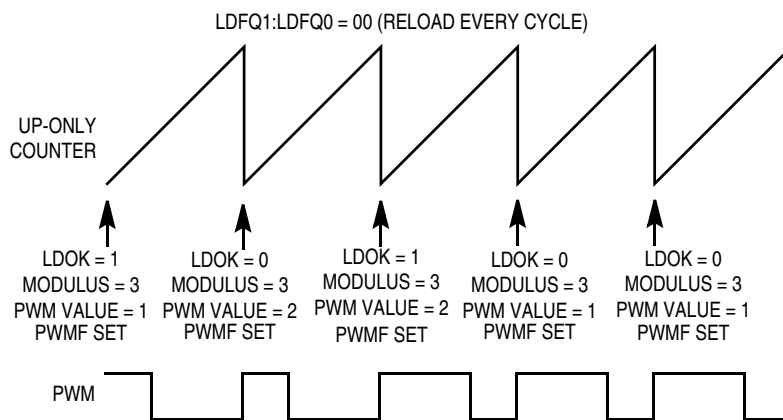 LDFQ1:LDFQ0 = 00 (RELOAD EVERY CYCLE)
UP-ONLY
COUNTER
LDOK = 1
MODULUS = 3
PWM VALUE = 1
PWMF SET
LDOK = 0
MODULUS = 3
PWM VALUE = 2
PWMF SET
LDOK = 1
MODULUS = 3
PWM VALUE = 2
PWMF SET
LDOK = 0
MODULUS = 3
PWM VALUE = 1
PWMF SET
LDOK = 0
MODULUS = 3
PWM VALUE = 1
PWMF SET
PWM